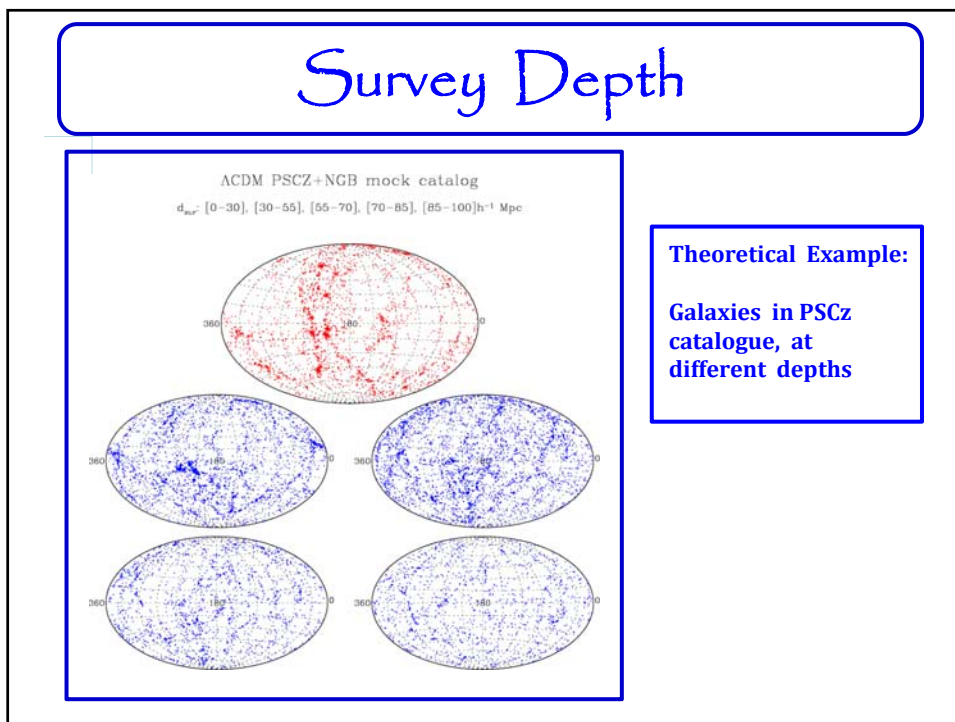 Survey Depth
ΛCDM PSCZ+NGB mock catalog
d_sur: [0-30], [30-55], [55-70], [70-85], [85-100]h⁻¹ Mpc
360 180 0
360 180 0
360 180 0
360 180 0
360 180 0
Theoretical Example:
Galaxies in PSCz
catalogue, at
different depths